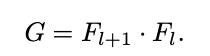 G = F_{l+1} · F_l.